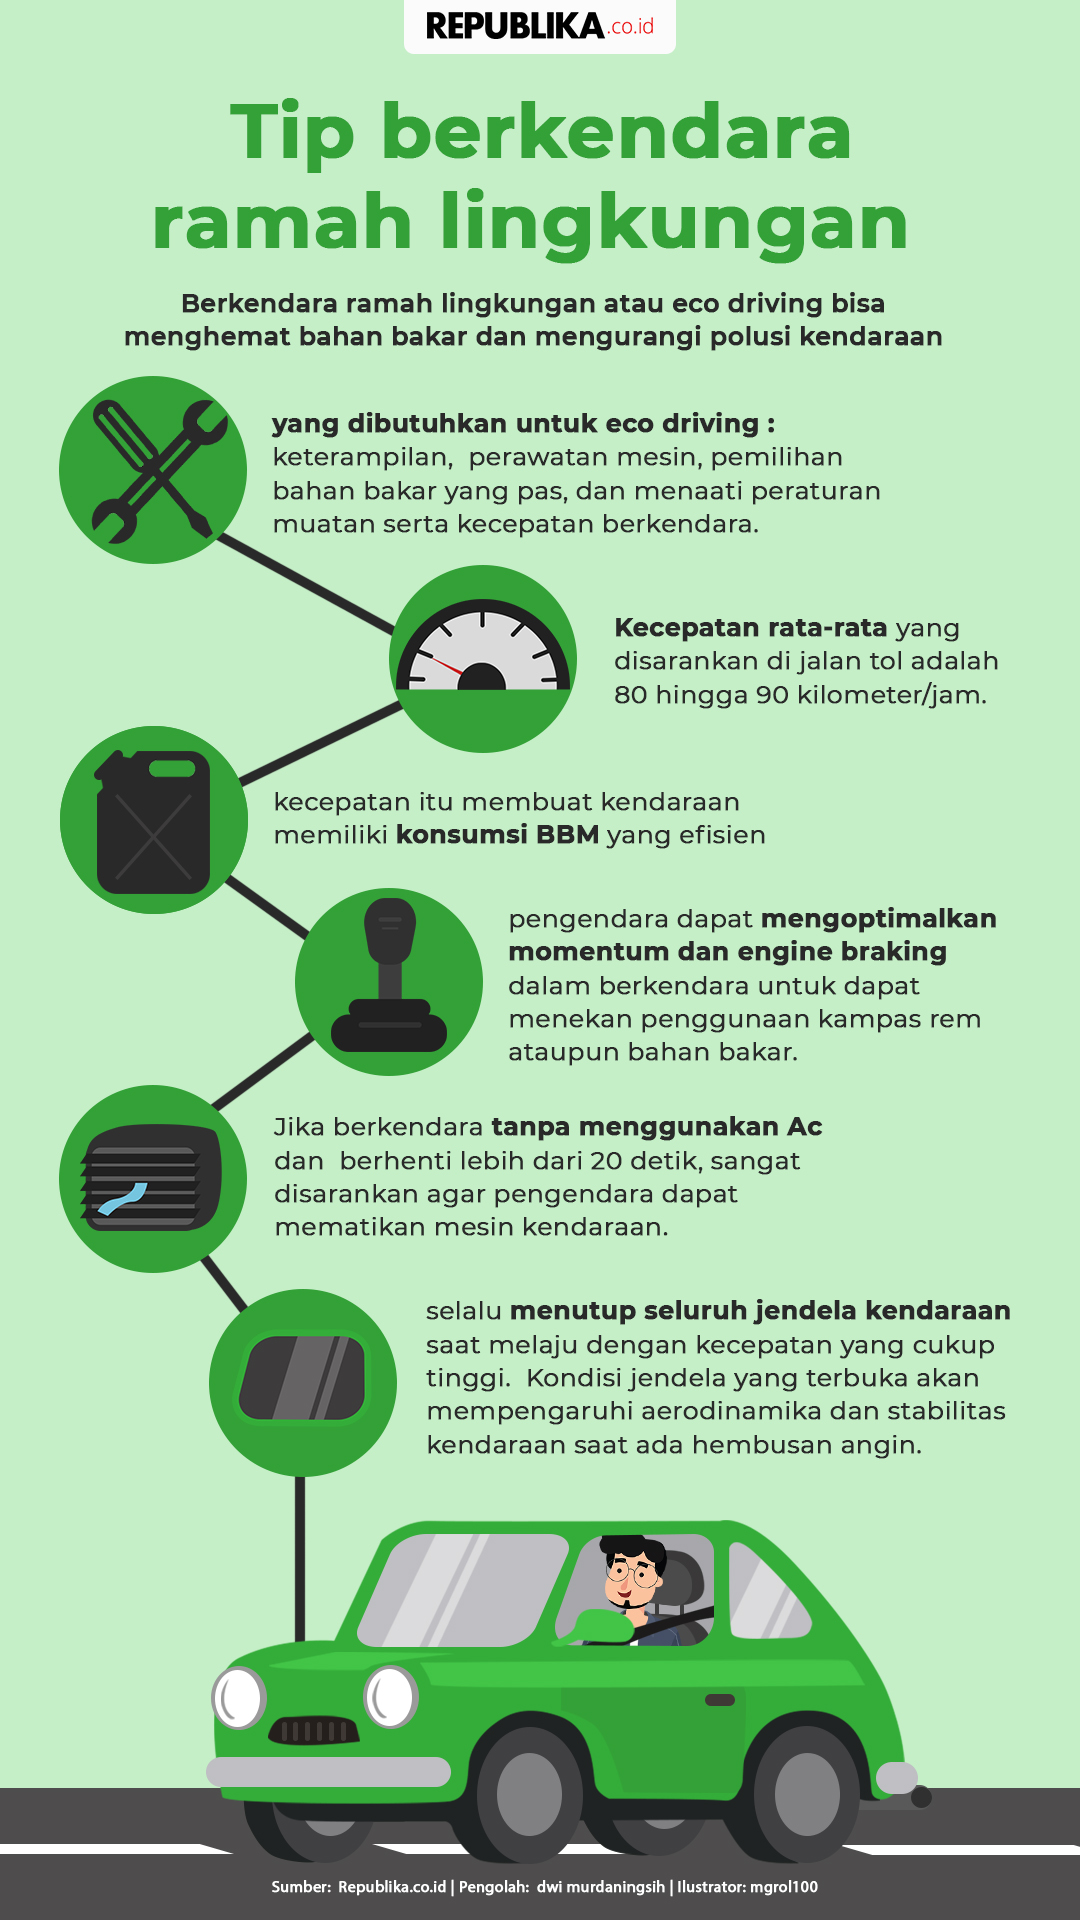 REPUBLIKA.co.id
Tip berkendara
ramah lingkungan
Berkendara ramah lingkungan atau eco driving bisa
menghemat bahan bakar dan mengurangi polusi kendaraan
yang dibutuhkan untuk eco driving :
keterampilan,  perawatan mesin, pemilihan
bahan bakar yang pas, dan menaati peraturan
muatan serta kecepatan berkendara.
Kecepatan rata-rata yang
disarankan di jalan tol adalah
80 hingga 90 kilometer/jam.
kecepatan itu membuat kendaraan
memiliki konsumsi BBM yang efisien
pengendara dapat mengoptimalkan
momentum dan engine braking
dalam berkendara untuk dapat
menekan penggunaan kampas rem
ataupun bahan bakar.
Jika berkendara tanpa menggunakan Ac
dan  berhenti lebih dari 20 detik, sangat
disarankan agar pengendara dapat
mematikan mesin kendaraan.
selalu menutup seluruh jendela kendaraan
saat melaju dengan kecepatan yang cukup
tinggi.  Kondisi jendela yang terbuka akan
mempengaruhi aerodinamika dan stabilitas
kendaraan saat ada hembusan angin.
Sumber:  Republika.co.id | Pengolah:  dwi murdaningsih | Ilustrator: mgrol100